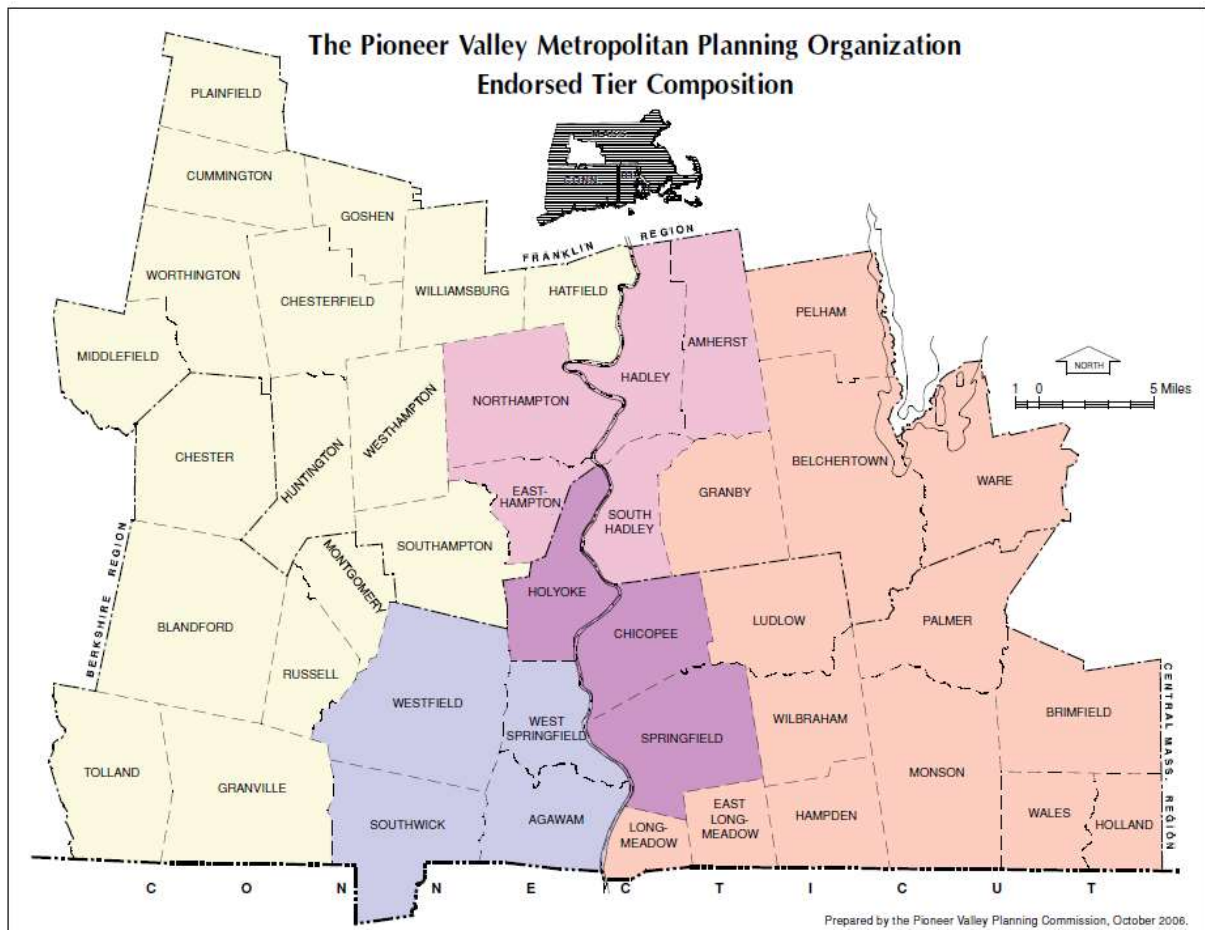 The Pioneer Valley Metropolitan Planning Organization
Endorsed Tier Composition
MASS.
CONN.
PLAINFIELD
CUMMINGTON
GOSHEN
FRANKLIN REGION
WORTHINGTON
CHESTERFIELD
WILLIAMSBURG
HATFIELD
PELHAM
MIDDLEFIELD
AMHERST
HADLEY
NORTH
1 0 5 Miles
NORTHAMPTON
WESTHAMPTON
CHESTER
HUNTINGTON
BELCHERTOWN
WARE
EAST-
HAMPTON
GRANBY
SOUTH
HADLEY
SOUTHAMPTON
MONTGOMERY
BERKSHIRE REGION
HOLYOKE
BLANDFORD
CHICOPEE
LUDLOW
PALMER
RUSSELL
WESTFIELD
WEST
SPRINGFIELD
SPRINGFIELD
WILBRAHAM
BRIMFIELD
CENTRAL MASS. REGION
TOLLAND
GRANVILLE
MONSON
SOUTHWICK
AGAWAM
LONG-
MEADOW
EAST
LONG-
MEADOW
HAMPDEN
WALES
HOLLAND
CONNECTICUT
Prepared by the Pioneer Valley Planning Commission, October 2006.